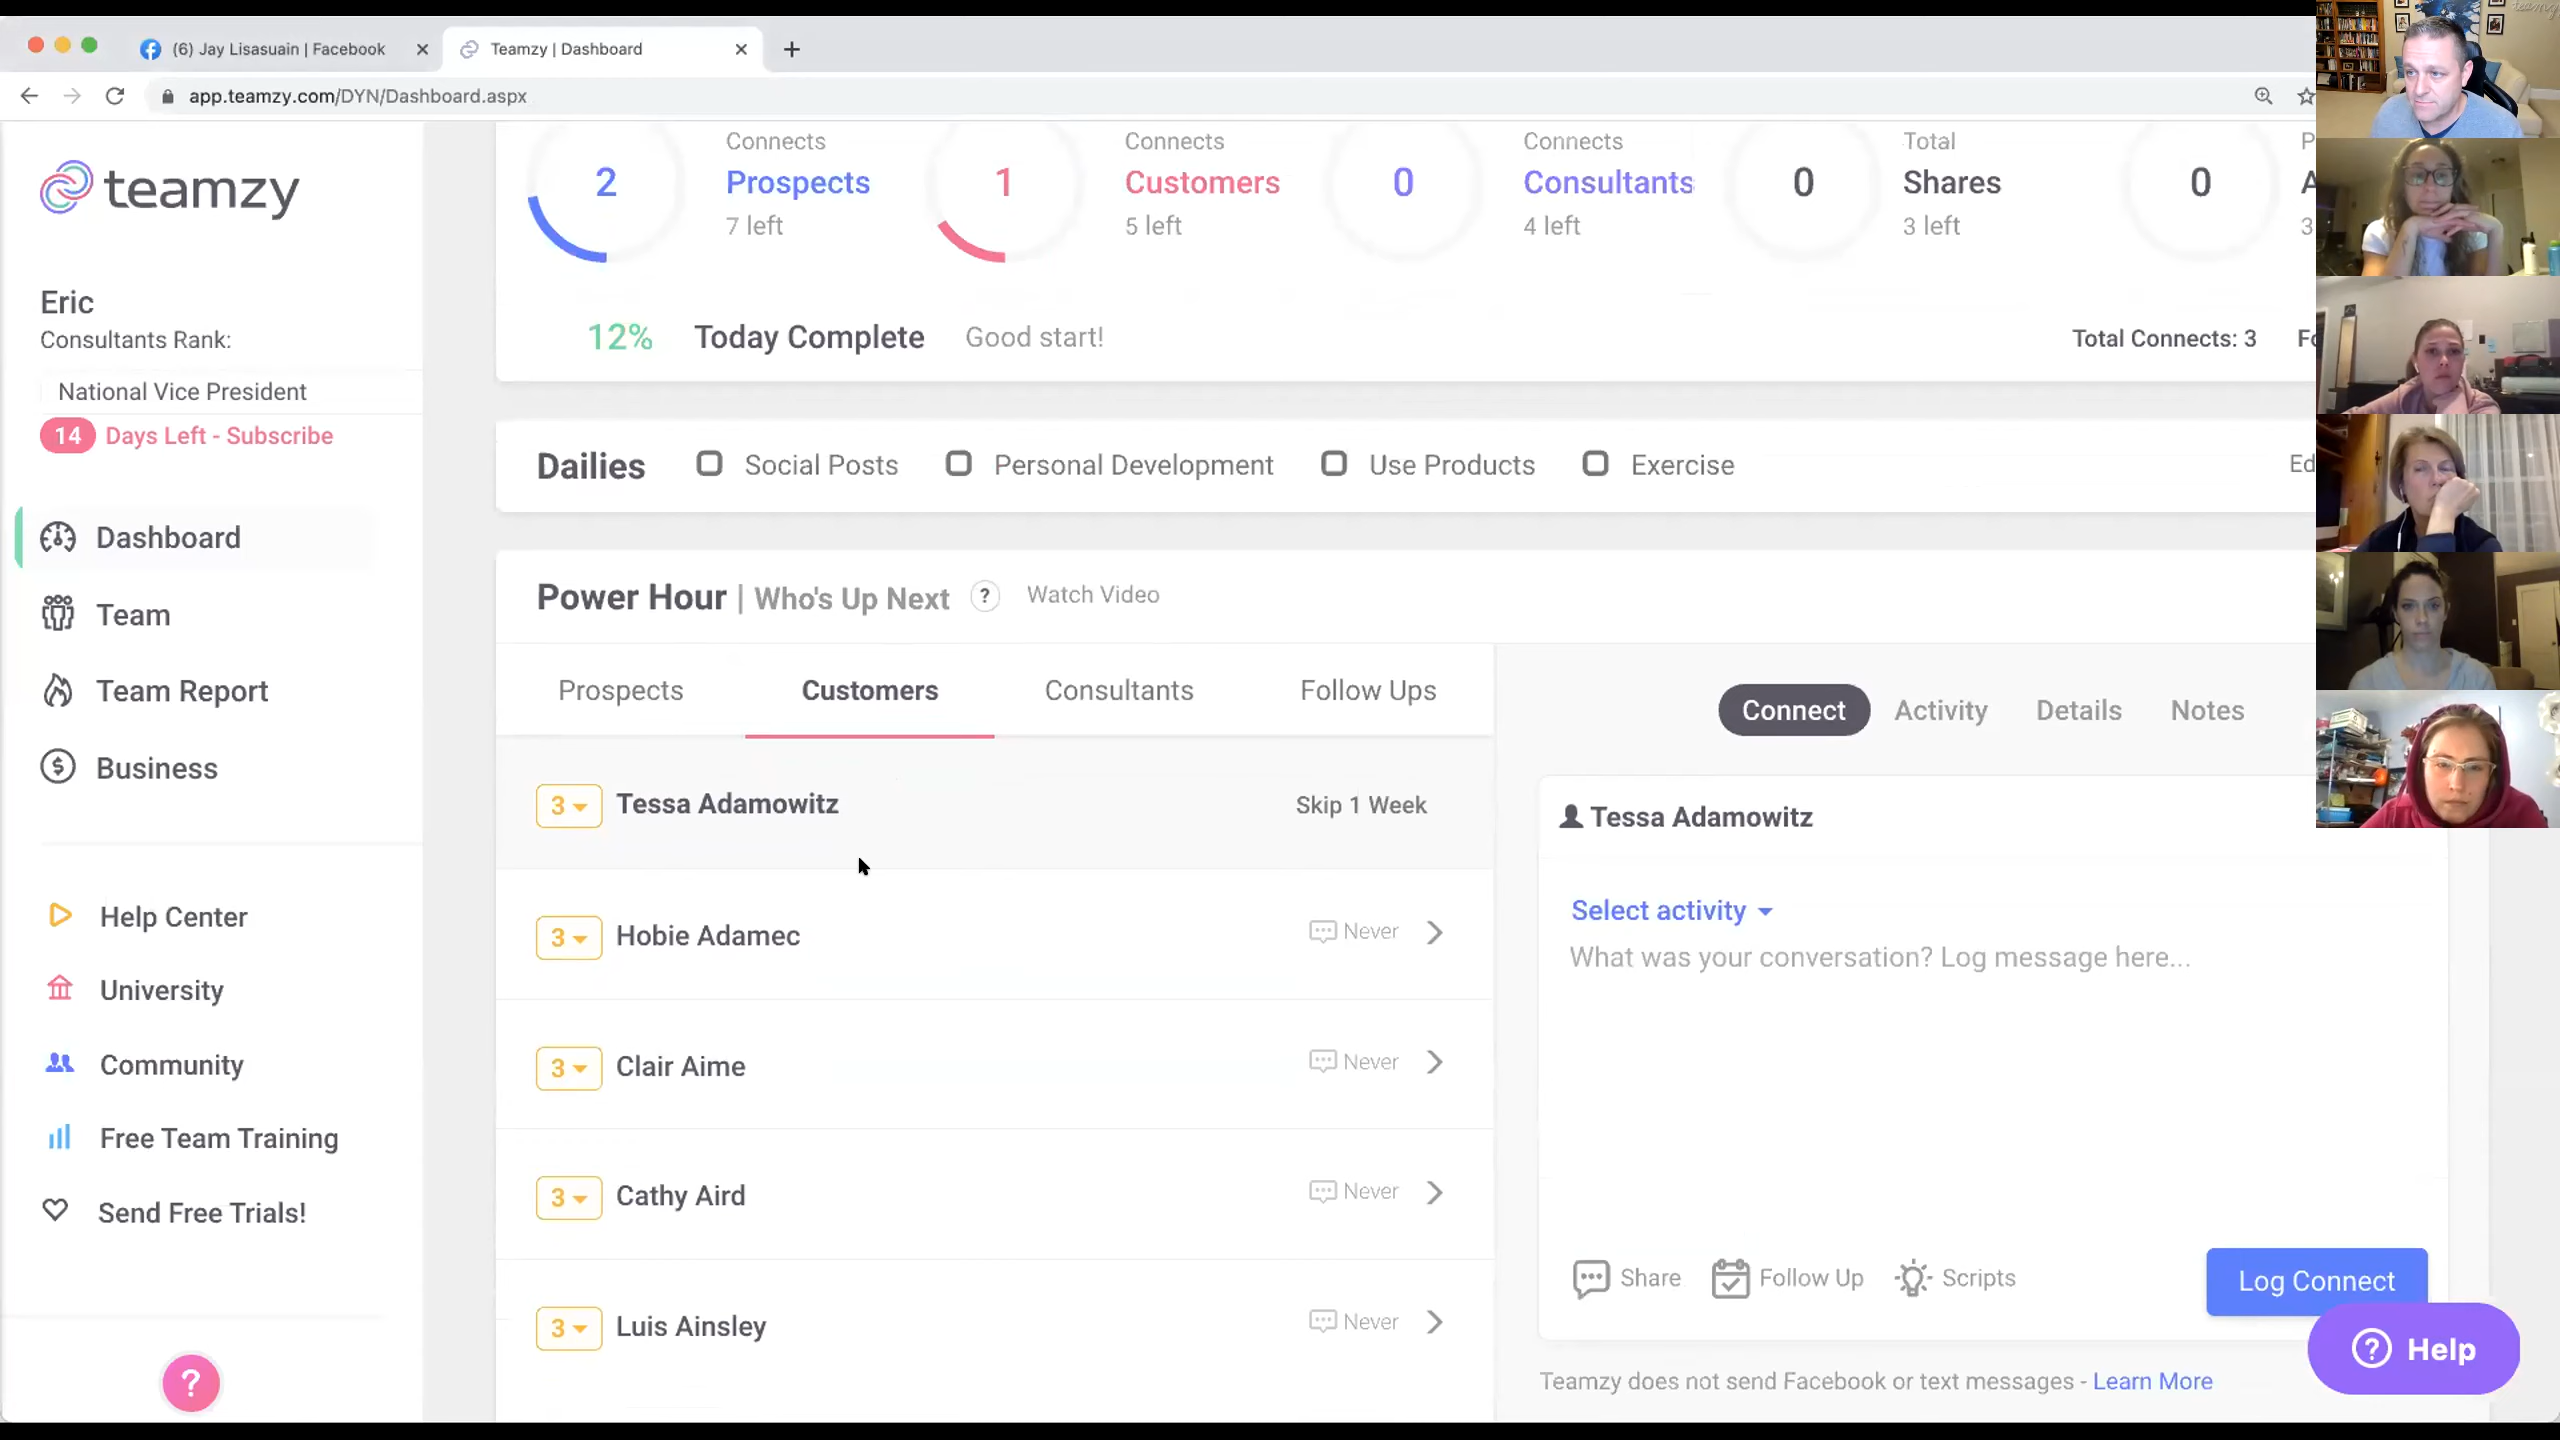 (6) Jay Lisasuain | Facebook
Teamzy | Dashboard
app.teamzy.com/DYN/Dashboard.aspx
teamzy
Eric
Consultants Rank:
National Vice President
14 Days Left - Subscribe
Dashboard
Team
Team Report
Business
Help Center
University
Community
Free Team Training
Send Free Trials!
?
2
Connects
Prospects
7 left
1
Connects
Customers
5 left
0
Connects
Consultants
4 left
0
Total
Shares
3 left
0
P
A
3
12% Today Complete Good start!
Total Connects: 3 Fo
Dailies Social Posts Personal Development Use Products Exercise Ed
Power Hour | Who's Up Next ? Watch Video
Prospects Customers Consultants Follow Ups
3 Tessa Adamowitz Skip 1 Week
3 Hobie Adamec Never
3 Clair Aime Never
3 Cathy Aird Never
3 Luis Ainsley Never
Connect Activity Details Notes
Tessa Adamowitz
Select activity
What was your conversation? Log message here...
Share Follow Up Scripts Log Connect
? Help
Teamzy does not send Facebook or text messages - Learn More